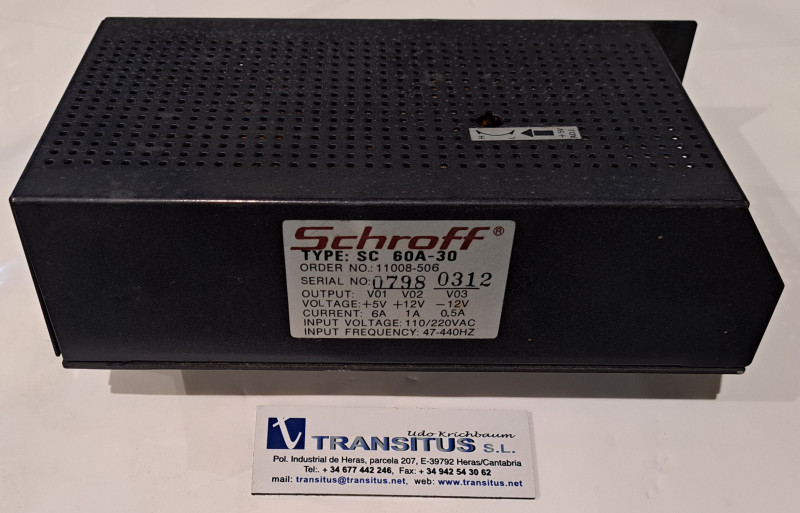 H
L
+5V
ADJ.
Schroff®
TYPE: SC 60A-30
ORDER NO.: 11008-506
SERIAL NO: 0798 0312
OUTPUT: V01 V02 V03
VOLTAGE: +5V +12V −12V
CURRENT: 6A 1A 0.5A
INPUT VOLTAGE: 110/220VAC
INPUT FREQUENCY: 47-440HZ
Udo Krichbaum
t TRANSITUS S.L.
Pol. Industrial de Heras, parcela 207, E-39792 Heras/Cantabria
Tel:. + 34 677 442 246, Fax: + 34 942 54 30 62
mail: transitus@transitus.net, web: www.transitus.net